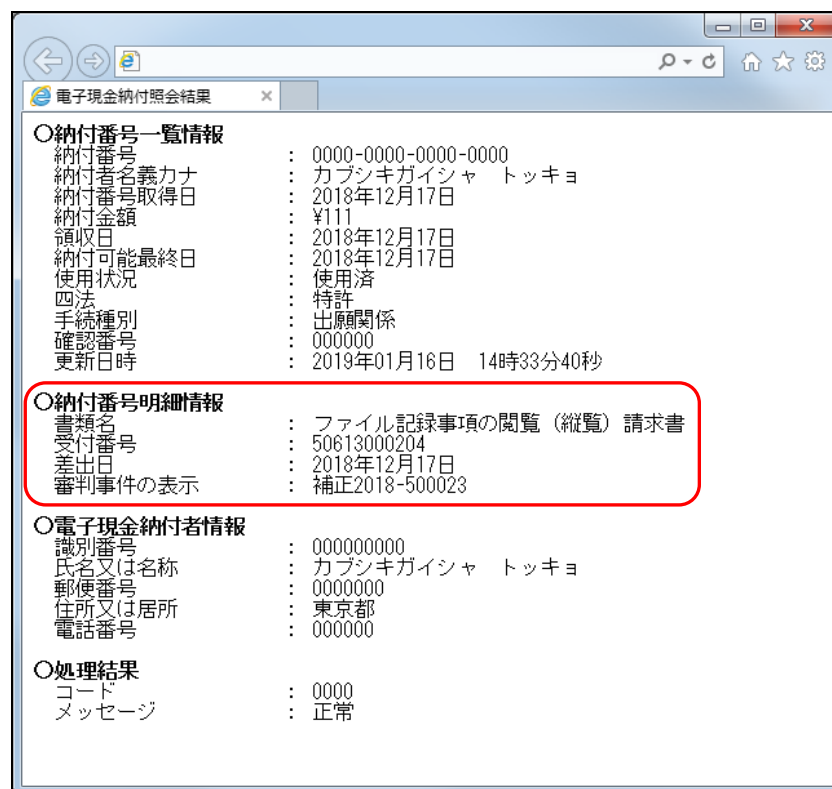 電子現金納付照会結果
○納付番号一覧情報
納付番号 : 0000-0000-0000-0000
納付者名義カナ : カブシキガイシャ トッキョ
納付番号取得日 : 2018年12月17日
納付金額 : ¥111
領収日 : 2018年12月17日
納付可能最終日 : 2018年12月17日
使用状況 : 使用済
四法 : 特許
手続種別 : 出願関係
確認番号 : 000000
更新日時 : 2019年01月16日 14時33分40秒
○納付番号明細情報
書類名 : ファイル記録事項の閲覧（縦覧）請求書
受付番号 : 50613000204
差出日 : 2018年12月17日
審判事件の表示 : 補正2018-500023
○電子現金納付者情報
識別番号 : 000000000
氏名又は名称 : カブシキガイシャ トッキョ
郵便番号 : 0000000
住所又は居所 : 東京都
電話番号 : 000000
○処理結果
コード : 0000
メッセージ : 正常